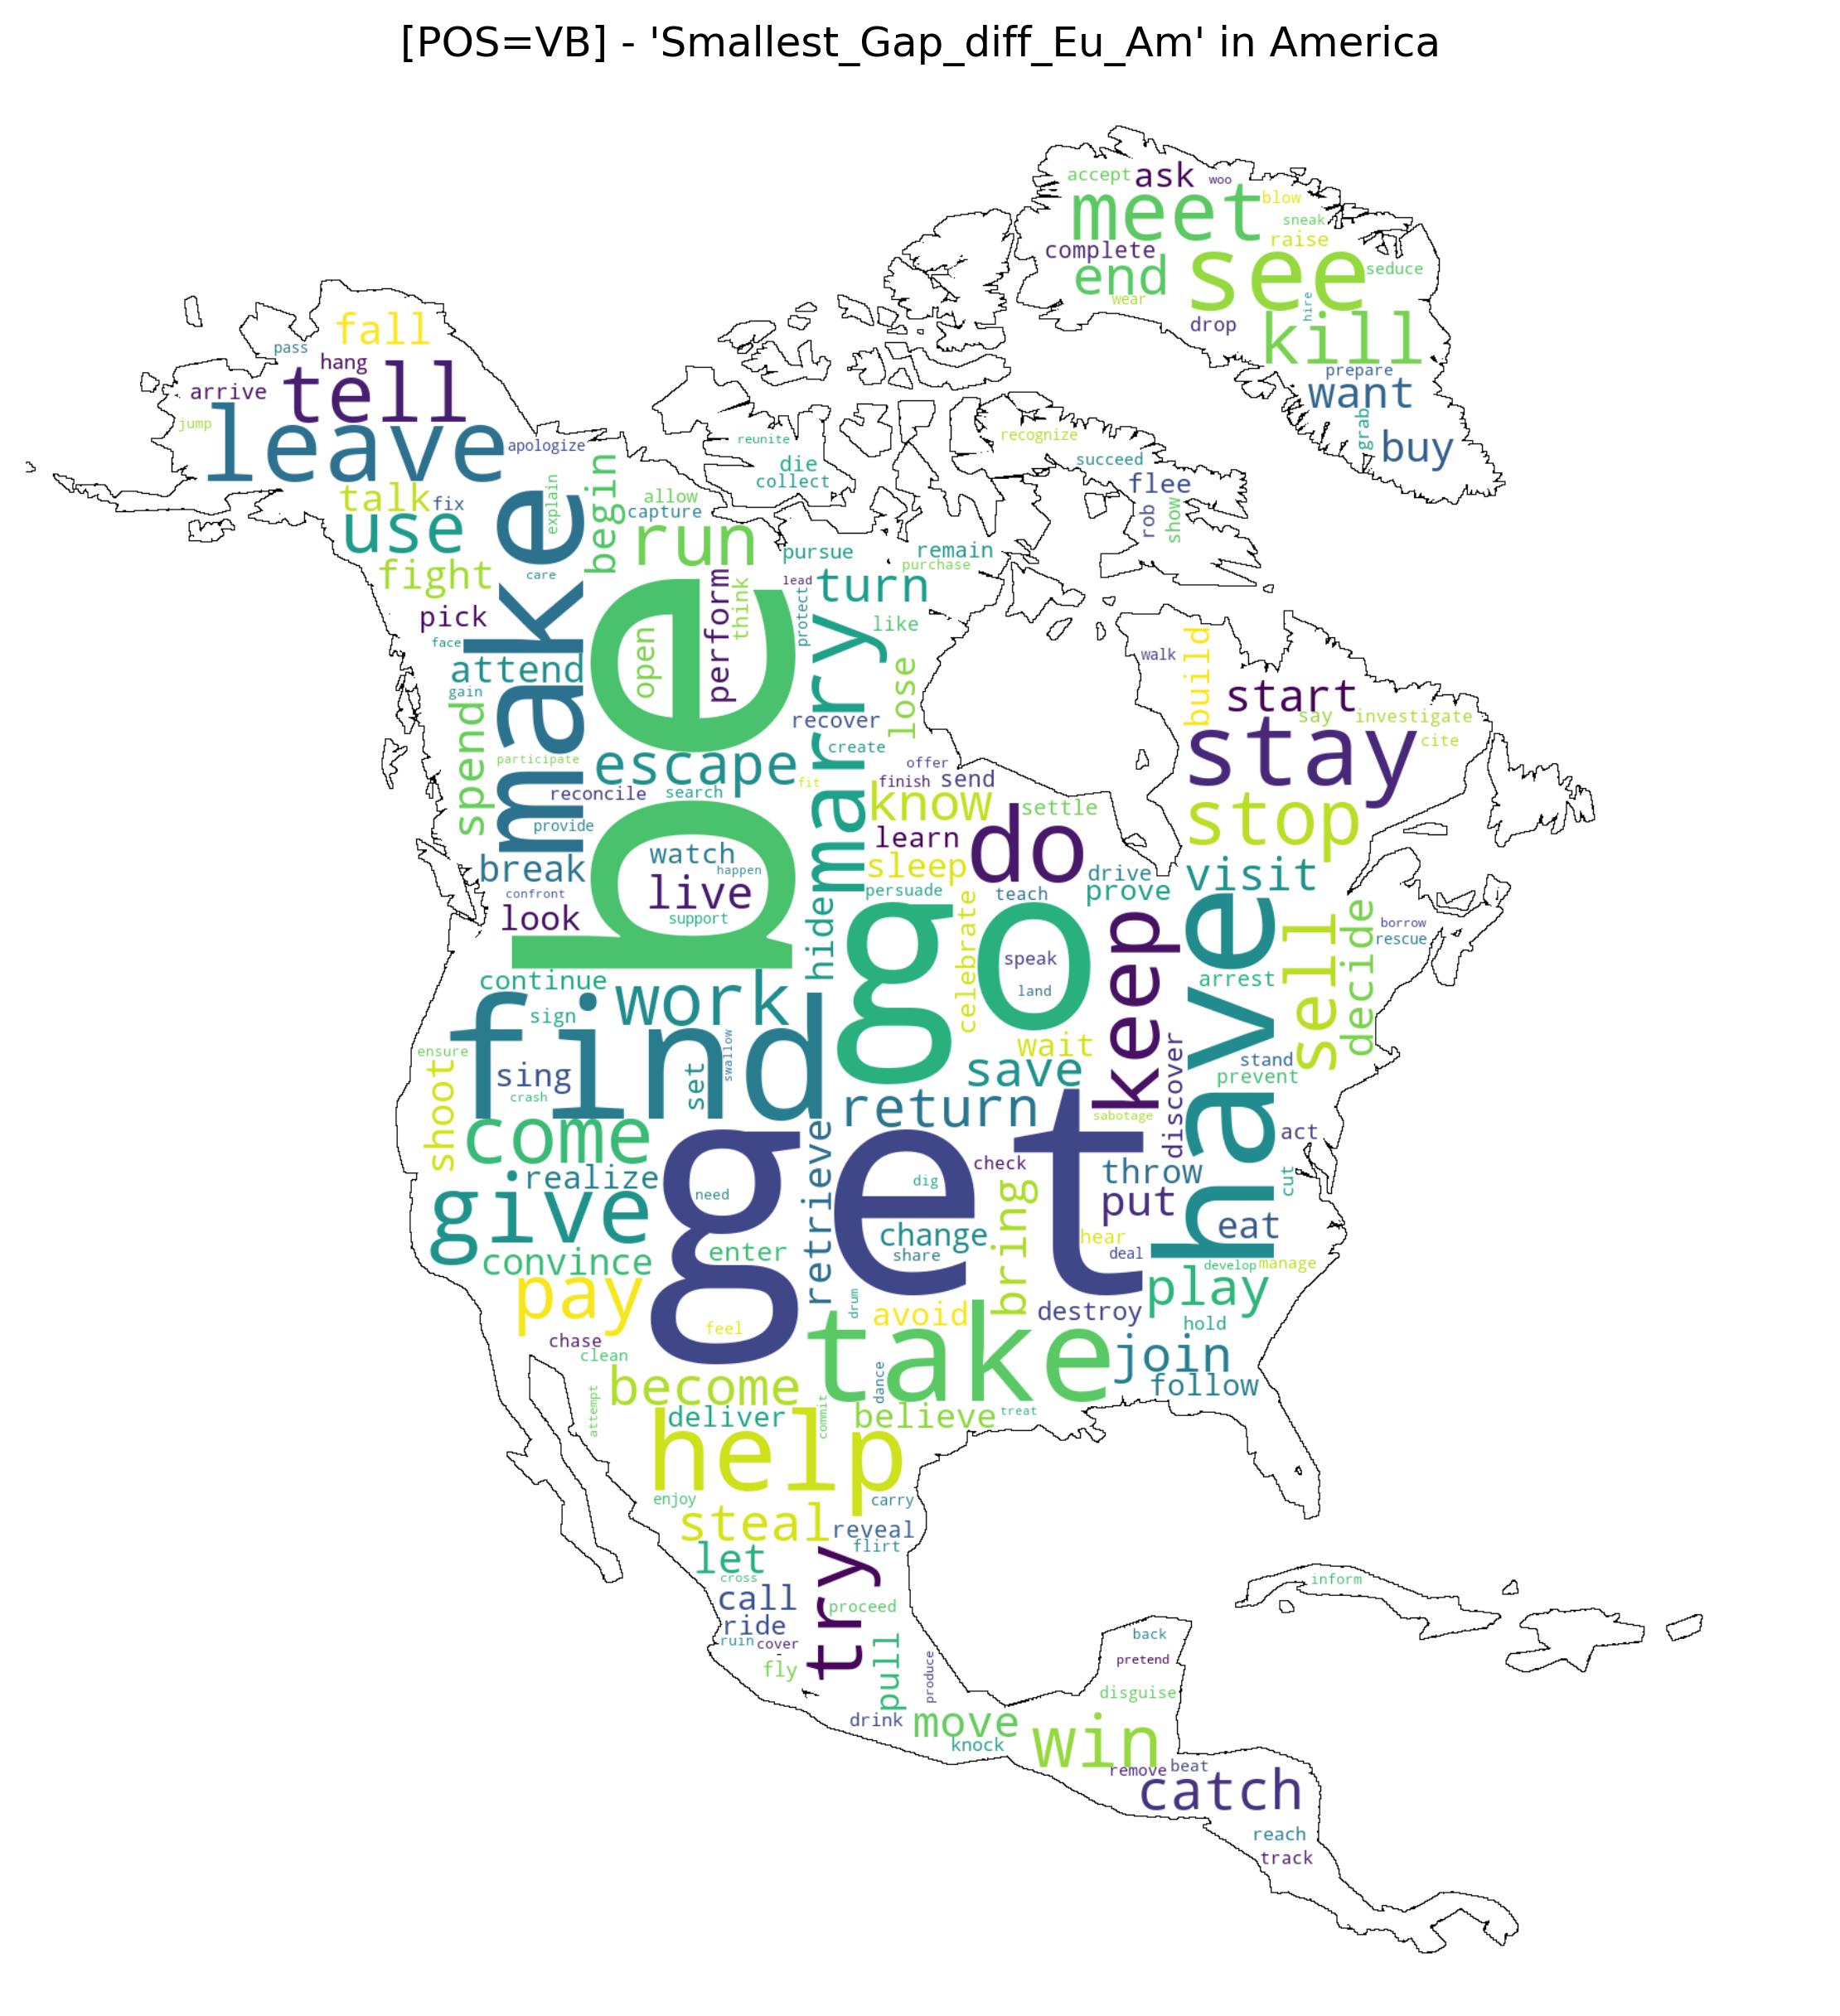 [POS=VB] - 'Smallest_Gap_diff_Eu_Am' in America
accept
ask
woo
meet
blow
sneak
raise
complete
see
end
seduce
wear
hire
drop
kill
prepare
want
grab
buy
fall
pass
hang
tell
arrive
jump
leave
apologize
talk
fix
use
explain
make
begin
allow
capture
run
reunite
die
collect
recognize
succeed
flee
rob
show
fight
care
pick
face
attend
gain
spend
participate
reconcile
provide
break
confront
look
be
open
perform
think
escape
search
watch
happen
live
support
pursue
remain
purchase
lead
turn
protect
like
marry
lose
recover
create
fit
offer
finish
send
know
settle
learn
do
sleep
persuade
teach
drive
prove
hide
walk
build
start
say
investigate
cite
stay
stop
visit
borrow
rescue
sell
decide
arrest
have
keep
go
celebrate
speak
land
continue
work
sign
find
ensure
sing
crash
set
swallow
shoot
wait
save
return
discover
stand
prevent
sabotage
act
cut
come
realize
give
convince
pay
get
need
enter
feel
retrieve
check
dig
change
share
bring
throw
put
eat
hear
deal
develop
manage
play
hold
destroy
avoid
drum
take
join
follow
chase
clean
become
attempt
deliver
commit
dance
believe
treat
help
enjoy
carry
steal
reveal
flirt
let
cross
call
ride
ruin
cover
-
fly
try
proceed
pull
produce
drink
move
knock
inform
back
pretend
disguise
win
remove
beat
catch
reach
track